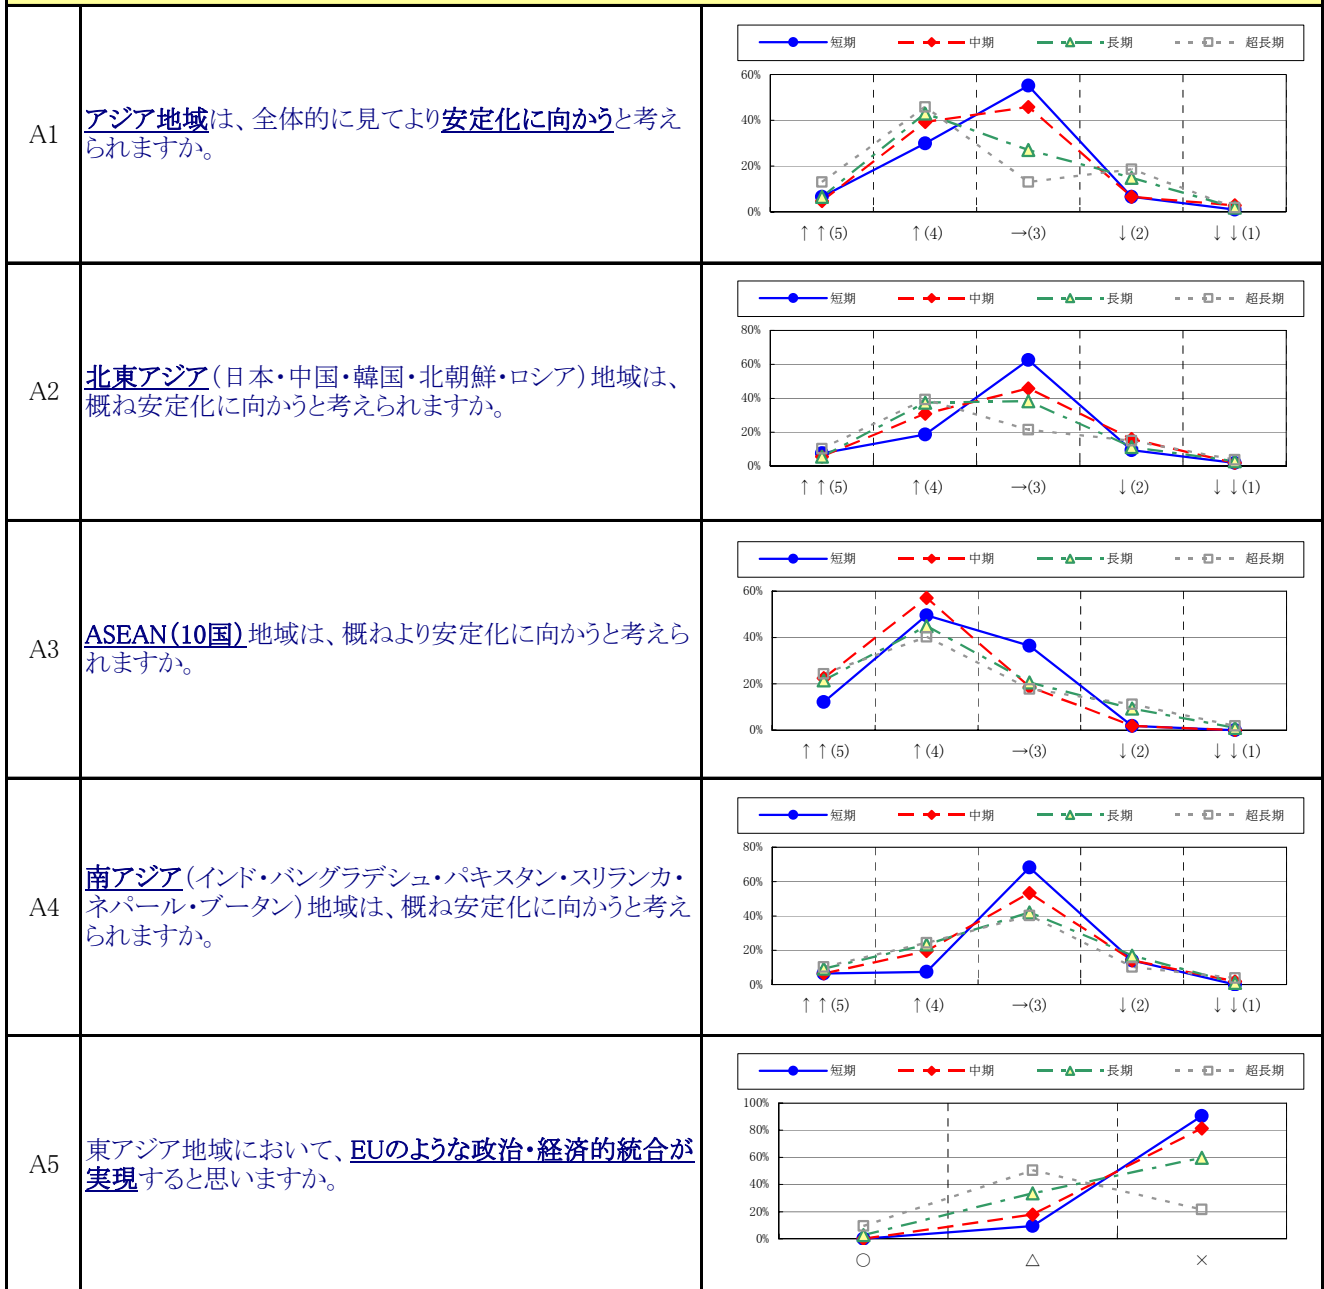 A1
アジア地域は、全体的に見てより安定化に向かうと考え
られますか。
短期 中期 長期 超長期
60%
40%
20%
0%
↑↑(5) ↑(4) →(3) ↓(2) ↓↓(1)
A2
北東アジア(日本・中国・韓国・北朝鮮・ロシア)地域は、
概ね安定化に向かうと考えられますか。
短期 中期 長期 超長期
80%
60%
40%
20%
0%
↑↑(5) ↑(4) →(3) ↓(2) ↓↓(1)
A3
ASEAN(10国)地域は、概ねより安定化に向かうと考えら
れますか。
短期 中期 長期 超長期
60%
40%
20%
0%
↑↑(5) ↑(4) →(3) ↓(2) ↓↓(1)
A4
南アジア(インド・バングラデシュ・パキスタン・スリランカ・
ネパール・ブータン)地域は、概ね安定化に向かうと考え
られますか。
短期 中期 長期 超長期
80%
60%
40%
20%
0%
↑↑(5) ↑(4) →(3) ↓(2) ↓↓(1)
A5
東アジア地域において、EUのような政治・経済的統合が
実現すると思いますか。
短期 中期 長期 超長期
100%
80%
60%
40%
20%
0%
○ △ ×